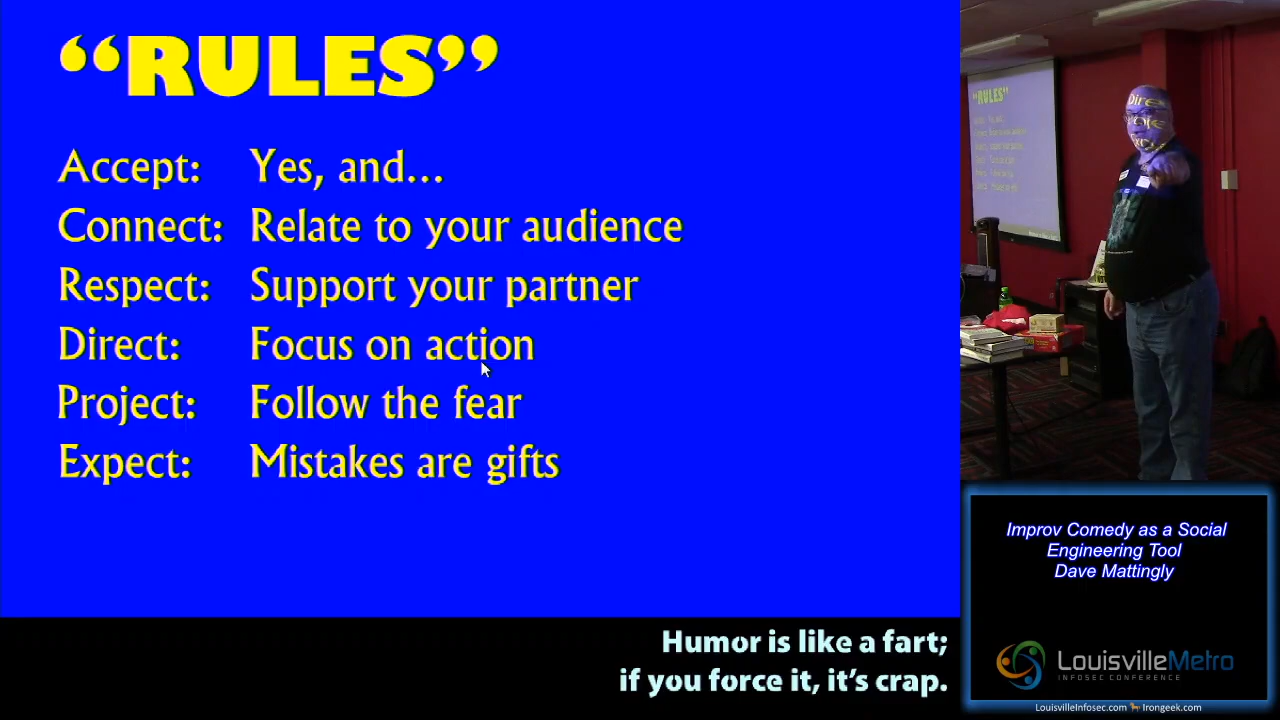 “RULES”
Accept: Yes, and...
Connect: Relate to your audience
Respect: Support your partner
Direct: Focus on action
Project: Follow the fear
Expect: Mistakes are gifts
Humor is like a fart;
if you force it, it’s crap.
“RULES”
Dire
Improv Comedy as a Social
Engineering Tool
Dave Mattingly
LouisvilleMetro
INFOSEC CONFERENCE
LouisvilleInfosec.com Irongeek.com